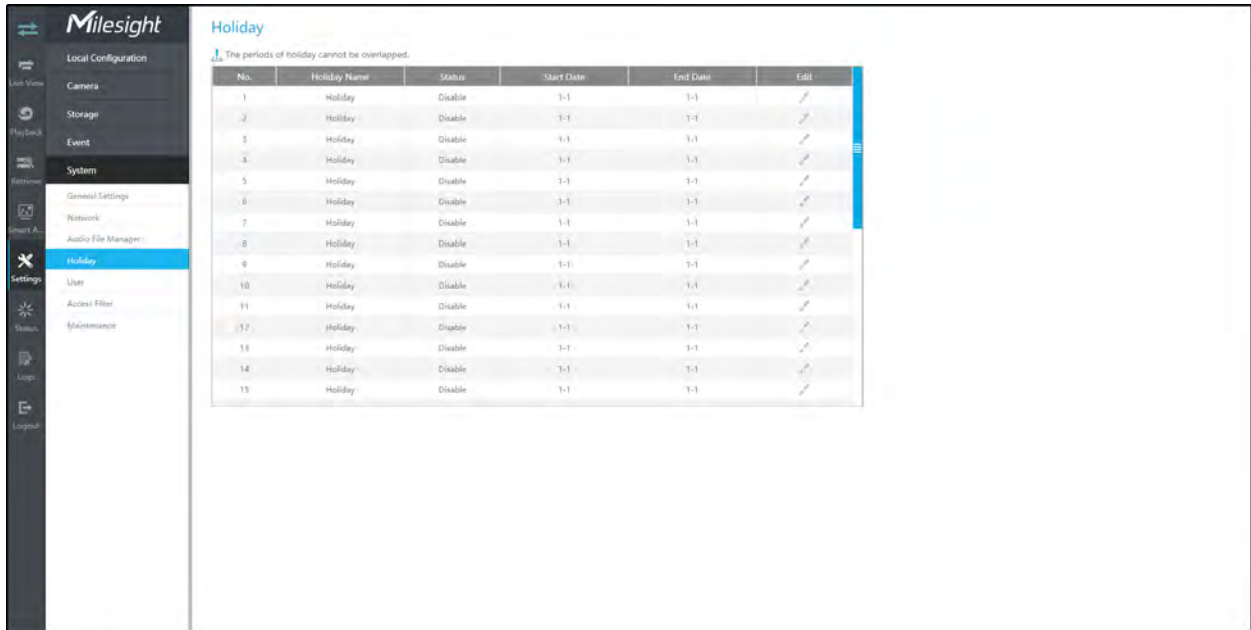 Milesight
Live View
Playback
Retrieve
Smart A...
Settings
Status
Logs
Logout
Local Configuration
Camera
Storage
Event
System
General Settings
Network
Audio File Manager
Holiday
User
Access Filter
Maintenance
Holiday
The periods of holiday cannot be overlapped.
No. Holiday Name Status Start Date End Date Edit
1 Holiday Disable 1-1 1-1
2 Holiday Disable 1-1 1-1
3 Holiday Disable 1-1 1-1
4 Holiday Disable 1-1 1-1
5 Holiday Disable 1-1 1-1
6 Holiday Disable 1-1 1-1
7 Holiday Disable 1-1 1-1
8 Holiday Disable 1-1 1-1
9 Holiday Disable 1-1 1-1
10 Holiday Disable 1-1 1-1
11 Holiday Disable 1-1 1-1
12 Holiday Disable 1-1 1-1
13 Holiday Disable 1-1 1-1
14 Holiday Disable 1-1 1-1
15 Holiday Disable 1-1 1-1